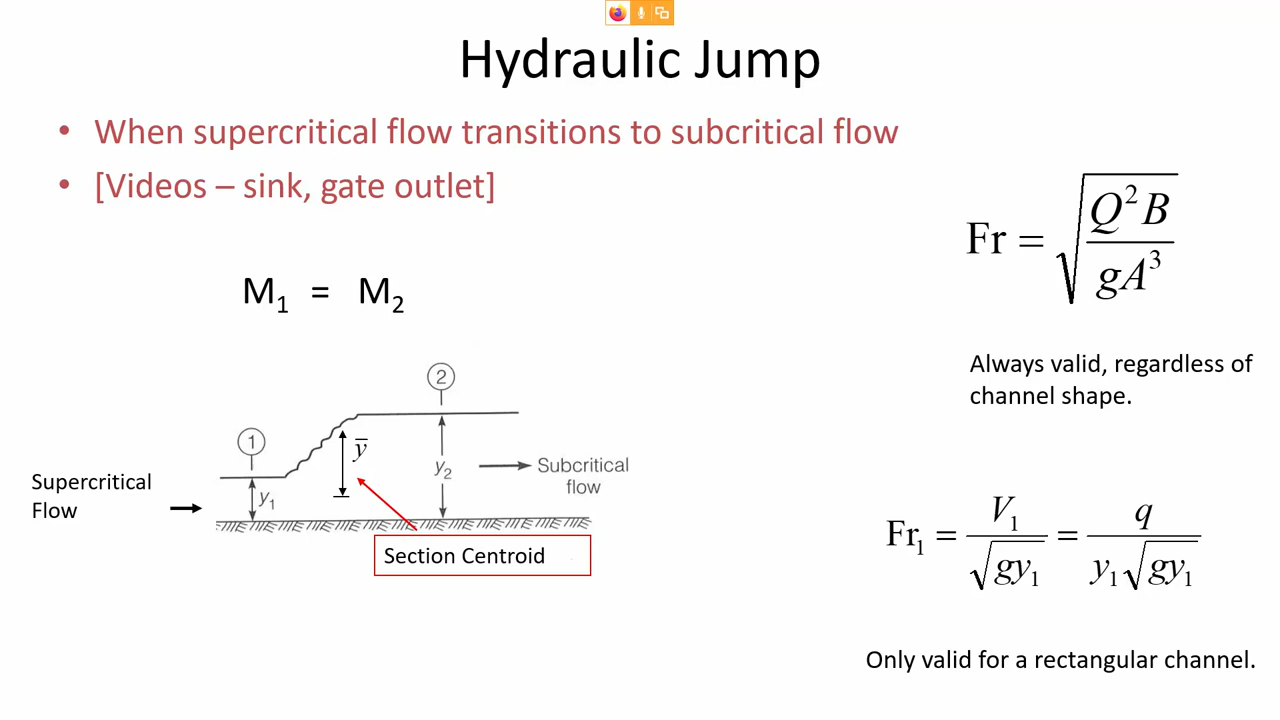 Hydraulic Jump
• When supercritical flow transitions to subcritical flow
• [Videos – sink, gate outlet]
M₁ = M₂
Fr = √(Q²B / gA³)
Always valid, regardless of
channel shape.
2
1
y̅
y₂
y₁
Subcritical
flow
Supercritical
Flow
Section Centroid
Fr₁ = V₁ / √(gy₁) = q / (y₁√(gy₁))
Only valid for a rectangular channel.